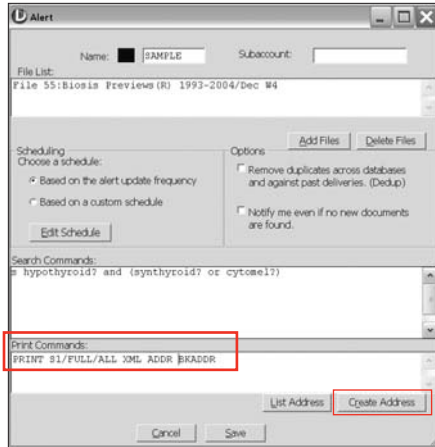 Alert
Name: SAMPLE Subaccount:
File List:
File 55:Biosis Previews(R) 1993-2004/Dec W4
Add Files Delete Files
Scheduling
Choose a schedule:
Based on the alert update frequency
Based on a custom schedule
Edit Schedule
Options
Remove duplicates across databases
and against past deliveries. (Dedup)
Notify me even if no new documents
are found.
Search Commands:
s hypothyroid? and (synthyroid? or cytomel?)
Print Commands:
PRINT S1/FULL/ALL XML ADDR BKADDR
List Address Create Address
Cancel Save